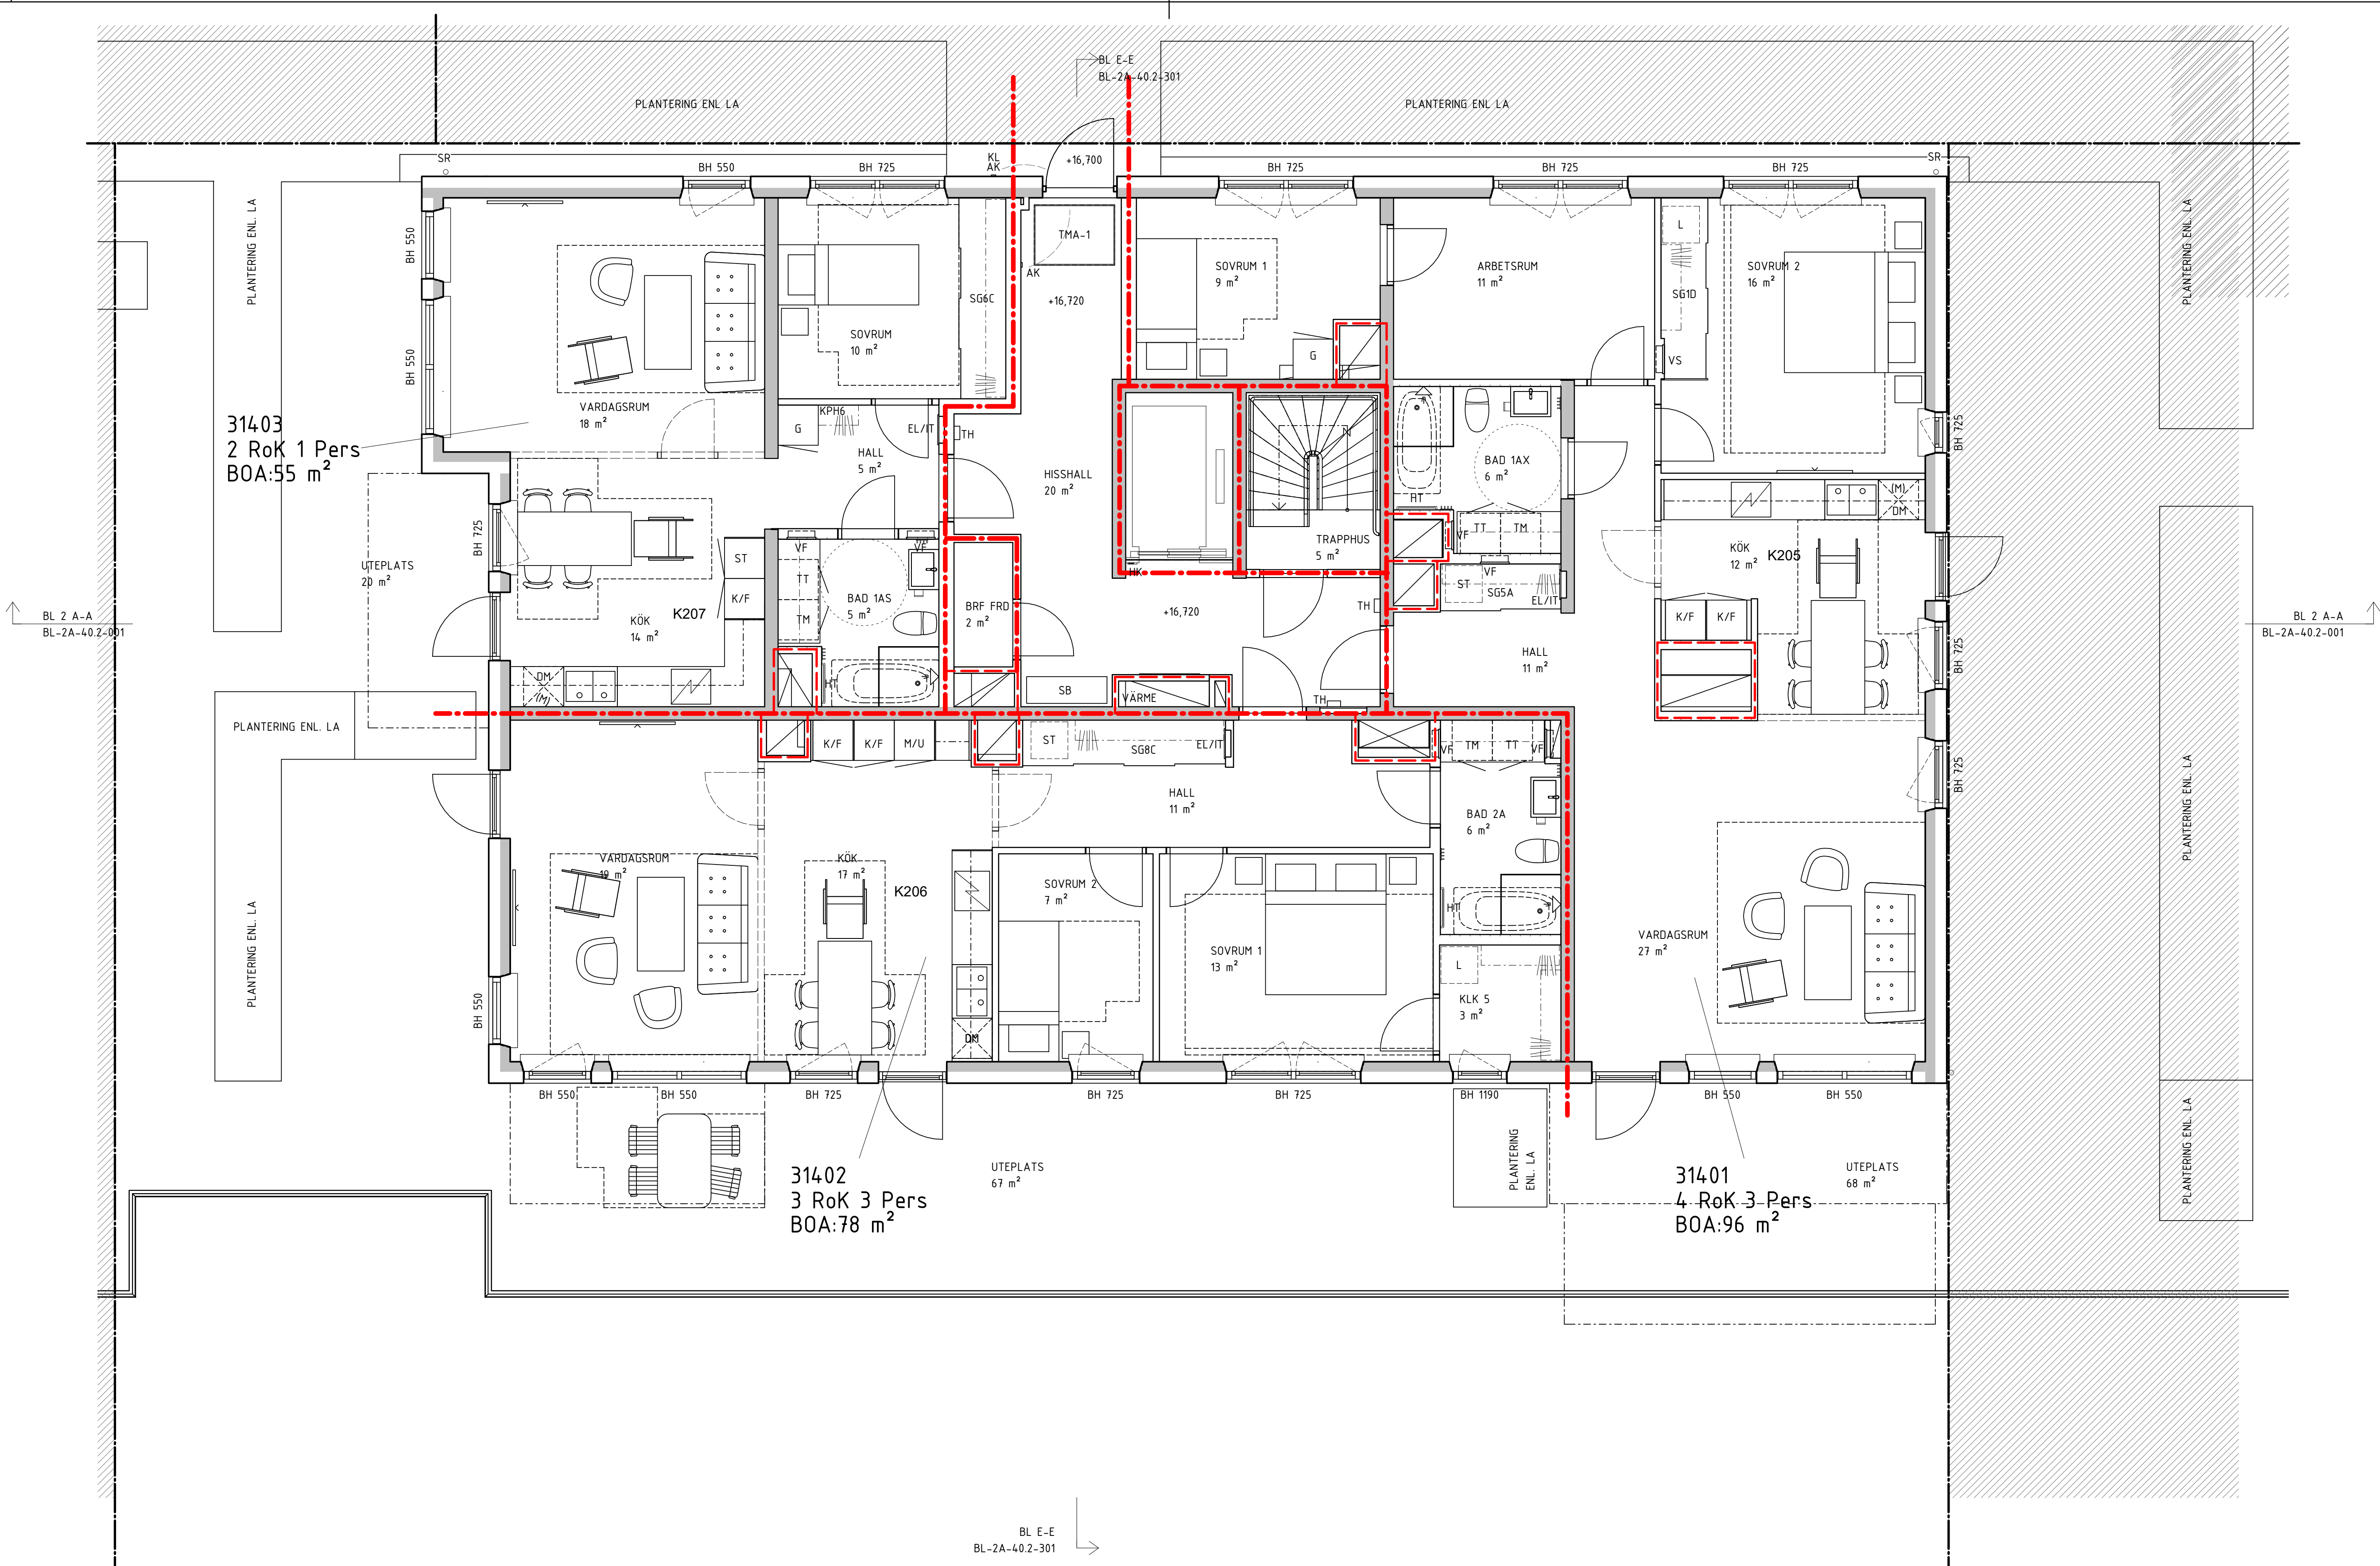 BL E-E
BL-2A-40.2-301
PLANTERING ENL LA
PLANTERING ENL LA
SR
BH 550
BH 725
KL
AK
+16,700
BH 725
BH 725
BH 725
SR
PLANTERING ENL. LA
BH 550
BH 550
SG6C
TMA-1
AK
+16,720
SOVRUM 1
9 m²
G
ARBETSRUM
11 m²
L
SG1D
VS
SOVRUM 2
16 m²
PLANTERING ENL. LA
SOVRUM
10 m²
VARDAGSRUM
18 m²
31403
2 RoK 1 Pers
BOA:55 m²
KPH6
G
EL/IT
TH
HALL
5 m²
HISSHALL
20 m²
BAD 1AX
6 m²
HT
BH 725
(M)
DM
BH 725
VF
VF
TT
TM
VF
TRAPPHUS
5 m²
KÖK
12 m²
K205
UTEPLATS
20 m²
ST
K/F
TT
TM
BAD 1AS
5 m²
HK
VF
ST
SG5A
EL/IT
BRF FRD
2 m²
+16,720
TH
K/F
K/F
K207
KÖK
14 m²
BL 2 A-A
BL-2A-40.2-001
BL 2 A-A
BL-2A-40.2-001
HALL
11 m²
BH 725
DM
(M)
HT
SB
VÄRME
TH
PLANTERING ENL. LA
K/F
K/F
M/U
ST
SG8C
EL/IT
VF
TM
TT
VF
BH 725
HALL
11 m²
BAD 2A
6 m²
PLANTERING ENL. LA
VARDAGSRUM
19 m²
KÖK
17 m²
K206
SOVRUM 2
7 m²
HT
PLANTERING ENL. LA
SOVRUM 1
13 m²
L
VARDAGSRUM
27 m²
BH 550
KLK 5
3 m²
DM
BH 550
BH 550
BH 725
BH 725
BH 725
BH 1190
BH 550
BH 550
PLANTERING ENL. LA
PLANTERING
ENL. LA
31402
3 RoK 3 Pers
BOA:78 m²
UTEPLATS
67 m²
31401
4 RoK 3 Pers
BOA:96 m²
UTEPLATS
68 m²
BL E-E
BL-2A-40.2-301